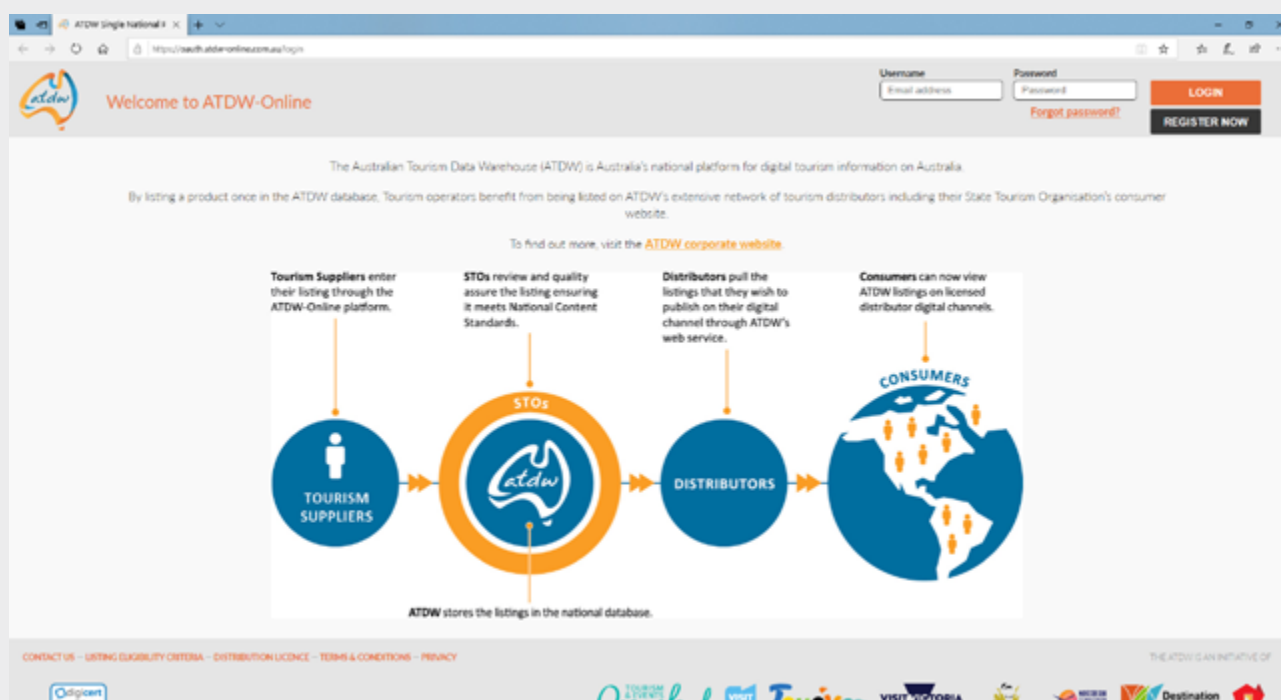 ATDW Single National
https://oauth.atdw-online.com.au/login
atdw
Welcome to ATDW-Online
Username
Password
Email address
Password
LOGIN
Forgot password?
REGISTER NOW
The Australian Tourism Data Warehouse (ATDW) is Australia's national platform for digital tourism information on Australia.
By listing a product once in the ATDW database, Tourism operators benefit from being listed on ATDW's extensive network of tourism distributors including their State Tourism Organisation's consumer
website.
To find out more, visit the ATDW corporate website.
Tourism Suppliers enter
their listing through the
ATDW-Online platform.
STOs review and quality
assure the listing ensuring
it meets National Content
Standards.
Distributors pull the
listings that they wish to
publish on their digital
channel through ATDW's
web service.
Consumers can now view
ATDW listings on licensed
distributor digital channels.
TOURISM
SUPPLIERS
STOs
atdw
DISTRIBUTORS
CONSUMERS
ATDW stores the listings in the national database.
CONTACT US – LISTING ELIGIBILITY CRITERIA – DISTRIBUTION LICENCE – TERMS & CONDITIONS – PRIVACY
THE ATDW IS AN INITIATIVE OF
digicert
TOURISM
& EVENTS
VISIT
VISIT VICTORIA
Destination